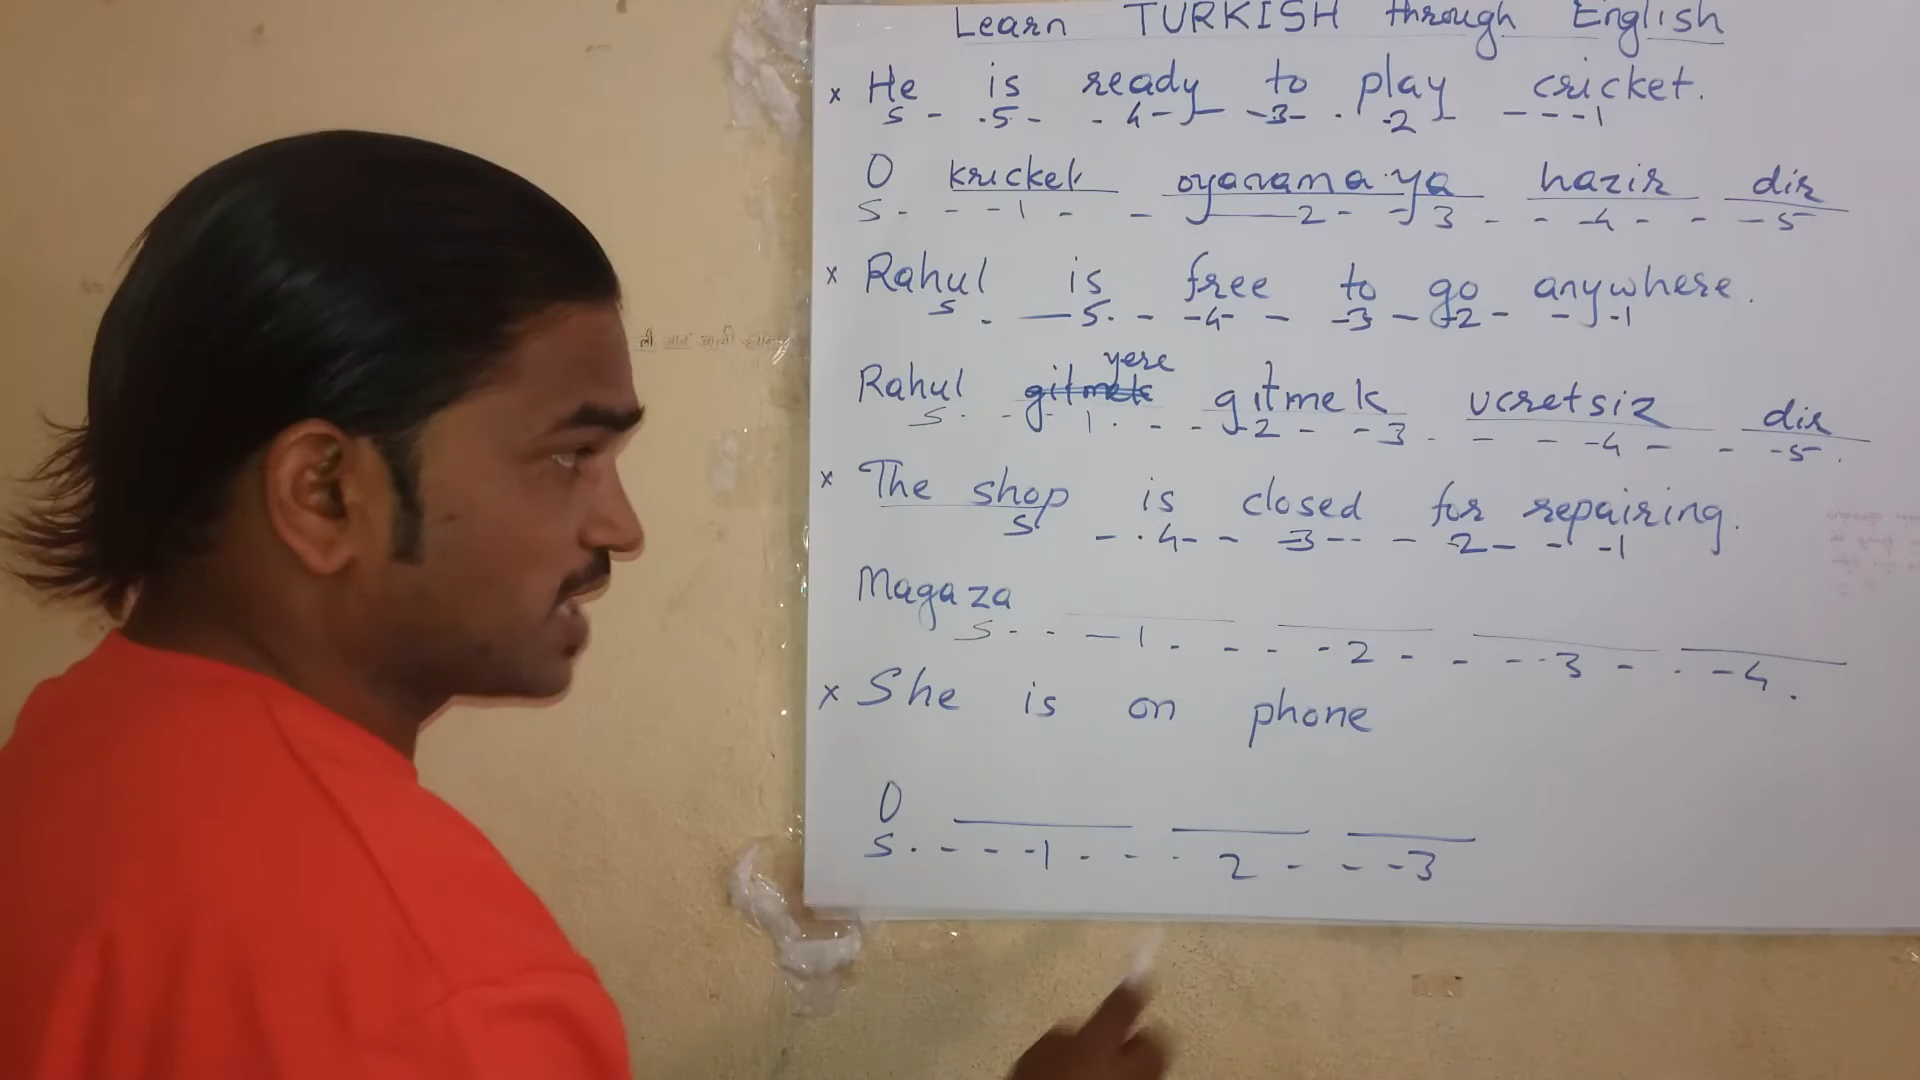 Learn TURKISH through English
x He is ready to play cricket.
S - .5 - - 4 - - 3 - . 2 - - - 1
O kricket oyanamaya hazir dir
S. - - 1 - - 2 - - 3 - - 4 - - - 5
x Rahul is free to go anywhere.
S. - 5. - - 4 - - - 3 - - 2 - - - 1
yere
Rahul gitmek gitmek ucretsiz dir
S. - - 1. - - 2 - - 3 - - - 4 - - - 5.
x The shop is closed for repairing.
S - . 4 - - 3 - - - 2 - - - 1
Magaza
S - - - 1. - - - 2 - - - - 3 - . - 4.
x She is on phone
O
S. - - - 1 . - . 2 - - - 3